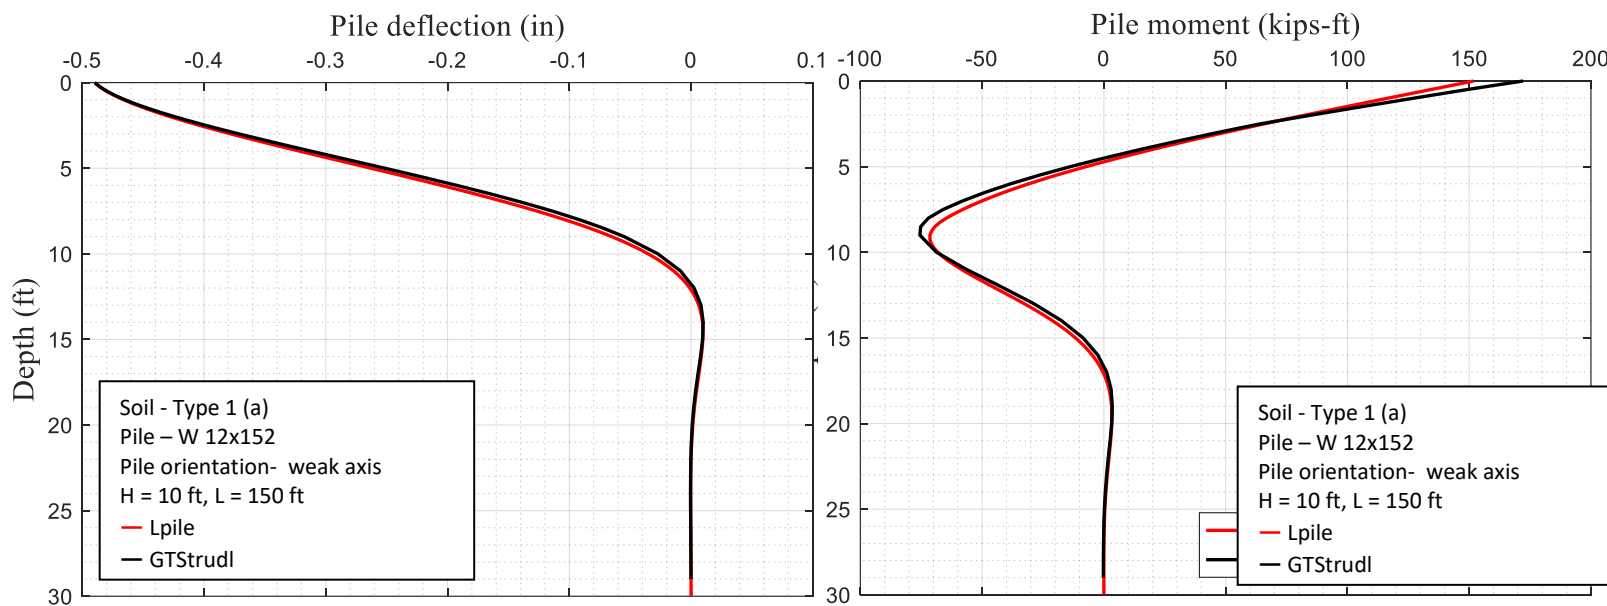 Pile deflection (in)
-0.5 -0.4 -0.3 -0.2 -0.1 0 0.1
Depth (ft)
0
5
10
15
20
25
30
Soil - Type 1 (a)
Pile – W 12x152
Pile orientation- weak axis
H = 10 ft, L = 150 ft
Lpile
GTStrudl
Pile moment (kips-ft)
-100 -50 0 50 100 150 200
0
5
10
15
20
25
30
Soil - Type 1 (a)
Pile – W 12x152
Pile orientation- weak axis
H = 10 ft, L = 150 ft
Lpile
GTStrudl